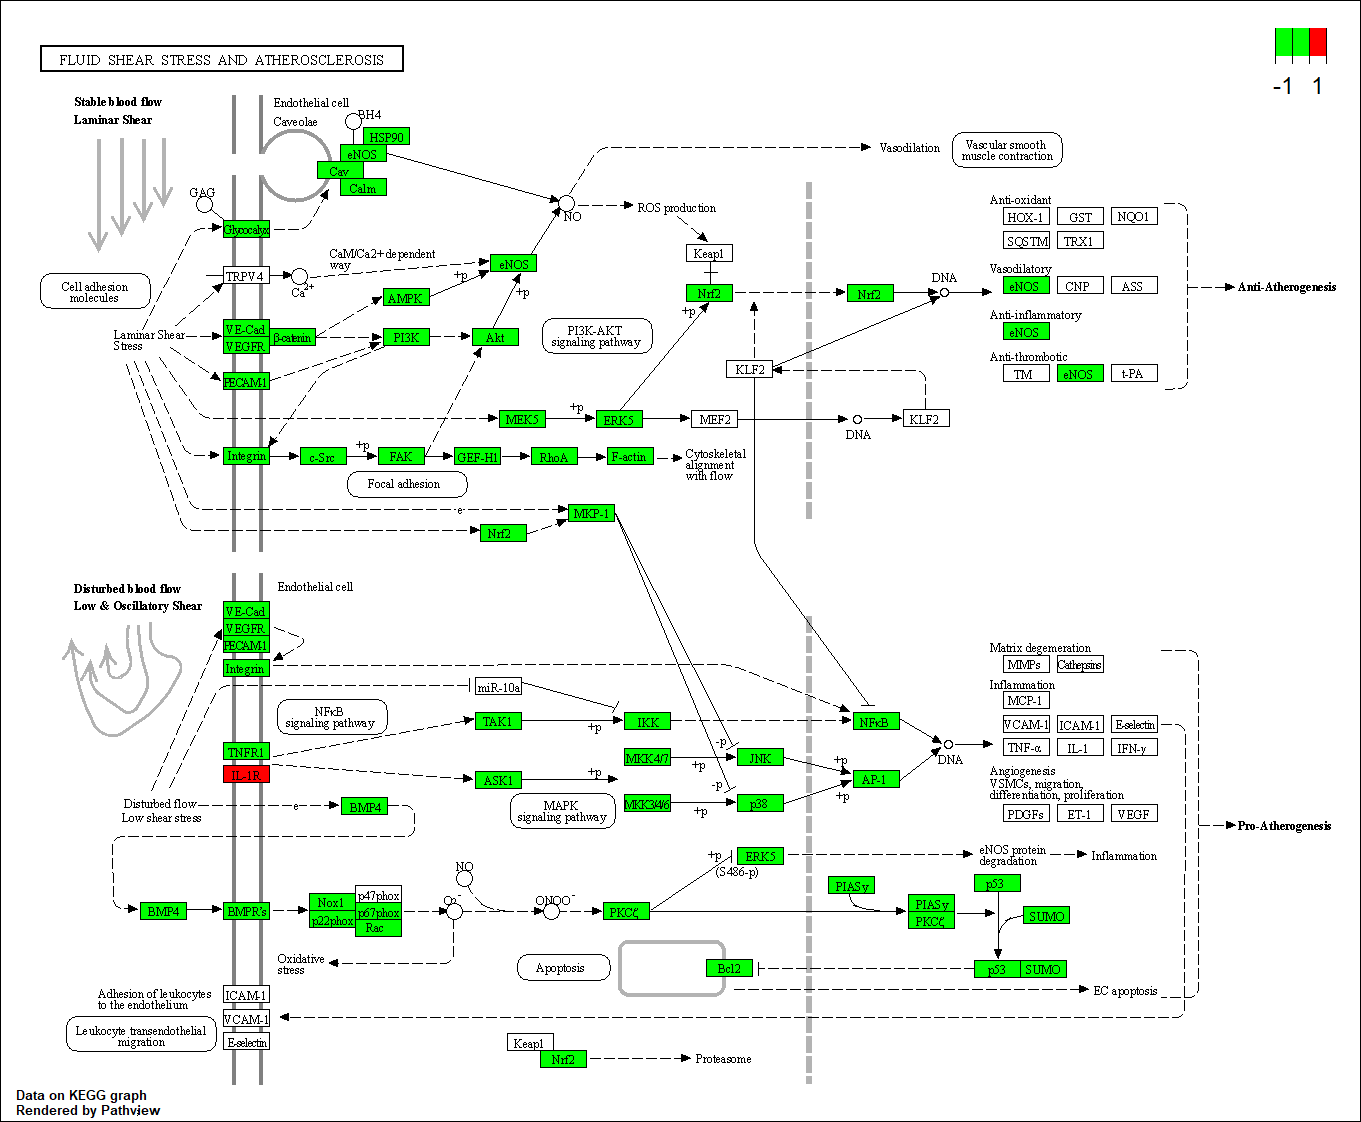 FLUID SHEAR STRESS AND ATHEROSCLEROSIS
-1 1
Stable blood flow
Laminar Shear
Endothelial cell
Caveolae
BH4
HSP90
eNOS
Cav
Calm
Vasodilation
Vascular smooth
muscle contraction
GAG
Glycocalyx
NO
ROS production
Anti-oxidant
HOX-1
GST
NQO1
SQSTM
TRX1
Keap1
CaM/Ca2+ dependent
way
eNOS
+p
+p
TRPV4
Ca2+
Cell adhesion
molecules
AMPK
Nrf2
+p
Nrf2
DNA
Vasodilatory
eNOS
CNP
ASS
Anti-Atherogenesis
Anti-inflammatory
eNOS
Laminar Shear
Stress
VE-Cad
VEGFR
β-catenin
PI3K
Akt
PI3K-AKT
signaling pathway
Anti-thrombotic
TM
eNOS
t-PA
PECAM-1
KLF2
MEK5
+p
ERK5
MEF2
DNA
KLF2
Integrin
c-Src
+p
FAK
GEF-H1
RhoA
F-actin
Cytoskeletal
alignment
with flow
Focal adhesion
e
MKP-1
Nrf2
Disturbed blood flow
Low & Oscillatory Shear
Endothelial cell
VE-Cad
VEGFR
PECAM-1
Integrin
miR-10a
Matrix degeneration
MMPs
Cathepsins
Inflammation
MCP-1
VCAM-1
ICAM-1
E-selectin
TNF-α
IL-1
IFN-γ
NFκB
signaling pathway
TAK1
+p
IKK
NFκB
DNA
TNFR1
IL-1R
MKK4/7
+p
-p
JNK
+p
ASK1
+p
AP-1
+p
Angiogenesis
VSMCs, migration,
differentiation, proliferation
PDGFs
ET-1
VEGF
Pro-Atherogenesis
MAPK
signaling pathway
MKK3/4/6
+p
-p
p38
Disturbed flow
Low shear stress
e
BMP4
+p
(S486-p)
ERK5
eNOS protein
degradation
Inflammation
NO
BMP4
BMPR's
Nox1
p22phox
p47phox
p67phox
Rac
O2-
ONOO-
PKCζ
PIASy
PIASy
PKCζ
p53
SUMO
Oxidative
stress
Apoptosis
Bcl2
p53
SUMO
EC apoptosis
Adhesion of leukocytes
to the endothelium
ICAM-1
VCAM-1
E-selectin
Leukocyte transendothelial
migration
Keap1
Nrf2
Proteasome
Data on KEGG graph
Rendered by Pathview